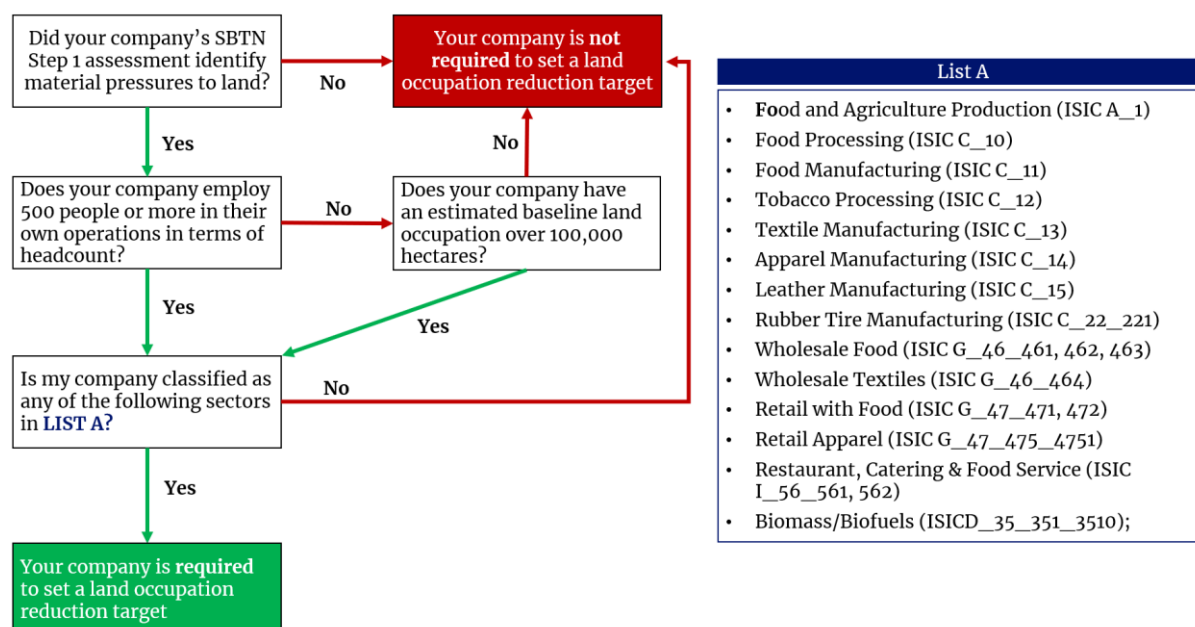 Did your company's SBTN
Step 1 assessment identify
material pressures to land?
No
Your company is not
required to set a land
occupation reduction target
Yes
No
Does your company employ
500 people or more in their
own operations in terms of
headcount?
No
Does your company have
an estimated baseline land
occupation over 100,000
hectares?
Yes
Yes
Is my company classified as
any of the following sectors
in LIST A?
No
Yes
Your company is required
to set a land occupation
reduction target
List A
• Food and Agriculture Production (ISIC A_1)
• Food Processing (ISIC C_10)
• Food Manufacturing (ISIC C_11)
• Tobacco Processing (ISIC C_12)
• Textile Manufacturing (ISIC C_13)
• Apparel Manufacturing (ISIC C_14)
• Leather Manufacturing (ISIC C_15)
• Rubber Tire Manufacturing (ISIC C_22_221)
• Wholesale Food (ISIC G_46_461, 462, 463)
• Wholesale Textiles (ISIC G_46_464)
• Retail with Food (ISIC G_47_471, 472)
• Retail Apparel (ISIC G_47_475_4751)
• Restaurant, Catering & Food Service (ISIC
I_56_561, 562)
• Biomass/Biofuels (ISICD_35_351_3510);